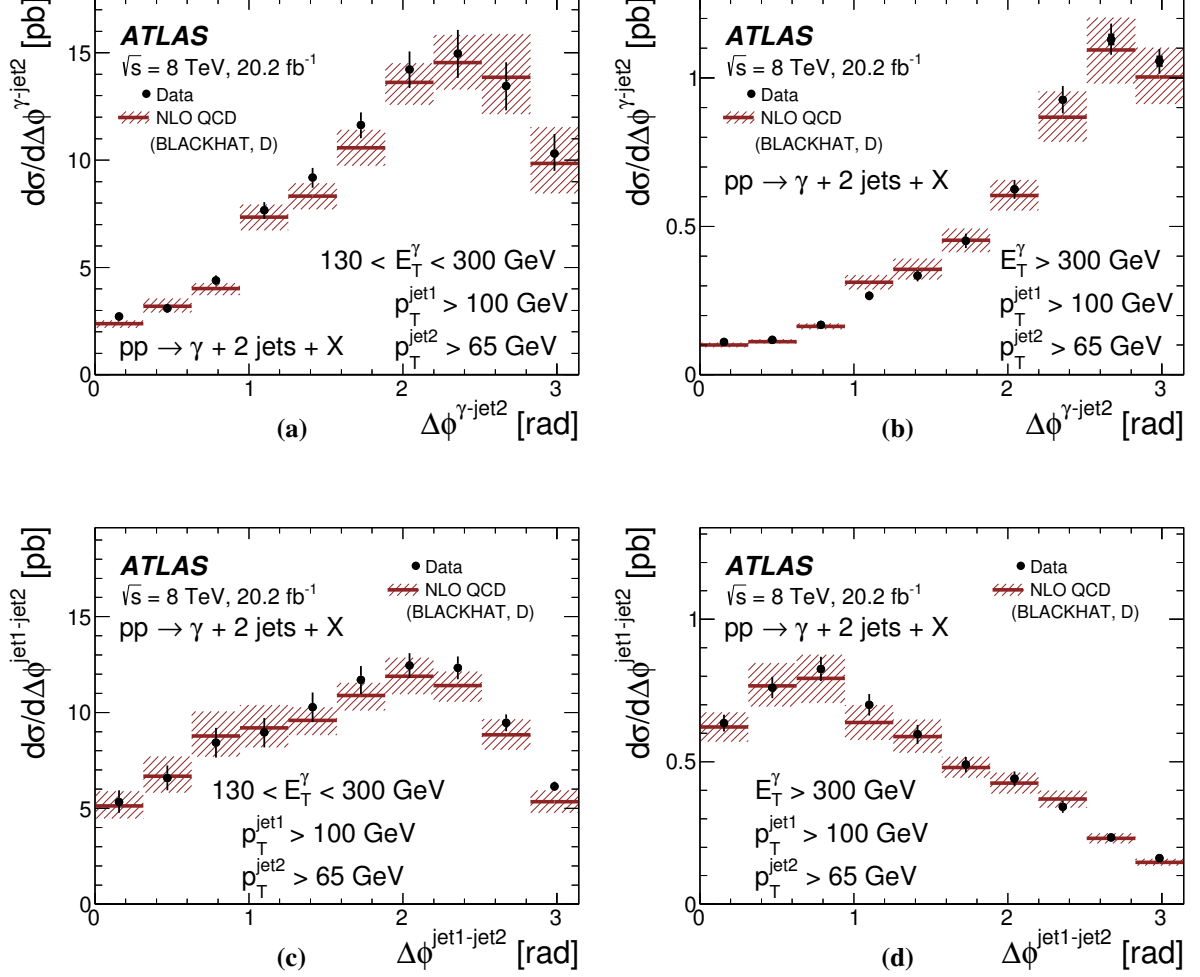 dσ/dΔϕ^γ-jet2 [pb]
15
10
5
0
ATLAS
√s = 8 TeV, 20.2 fb-1
Data
NLO QCD
(BLACKHAT, D)
130 < E_T^γ < 300 GeV
p_T^jet1 > 100 GeV
p_T^jet2 > 65 GeV
pp → γ + 2 jets + X
0 1 2 3
Δϕ^γ-jet2 [rad]
(a)
dσ/dΔϕ^γ-jet2 [pb]
1
0.5
0
ATLAS
√s = 8 TeV, 20.2 fb-1
Data
NLO QCD
(BLACKHAT, D)
pp → γ + 2 jets + X
E_T^γ > 300 GeV
p_T^jet1 > 100 GeV
p_T^jet2 > 65 GeV
0 1 2 3
Δϕ^γ-jet2 [rad]
(b)
dσ/dΔϕ^jet1-jet2 [pb]
15
10
5
0
ATLAS
√s = 8 TeV, 20.2 fb-1
pp → γ + 2 jets + X
Data
NLO QCD
(BLACKHAT, D)
130 < E_T^γ < 300 GeV
p_T^jet1 > 100 GeV
p_T^jet2 > 65 GeV
0 1 2 3
Δϕ^jet1-jet2 [rad]
(c)
dσ/dΔϕ^jet1-jet2 [pb]
1
0.5
0
ATLAS
√s = 8 TeV, 20.2 fb-1
pp → γ + 2 jets + X
Data
NLO QCD
(BLACKHAT, D)
E_T^γ > 300 GeV
p_T^jet1 > 100 GeV
p_T^jet2 > 65 GeV
0 1 2 3
Δϕ^jet1-jet2 [rad]
(d)